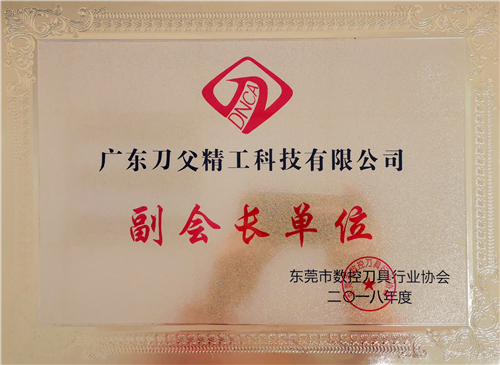 DNCA
广东刀父精工科技有限公司
副会长单位
东莞市数控刀具行业协会
二〇一八年度